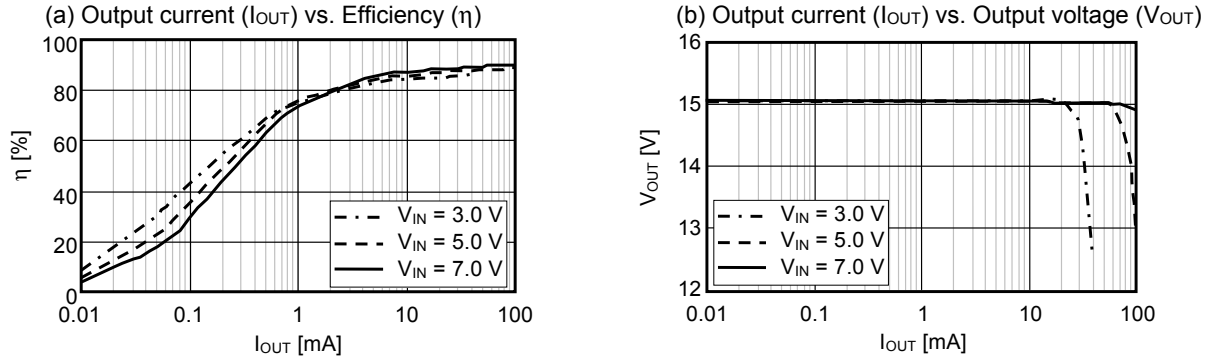 (a) Output current (IOUT) vs. Efficiency (η)
100
80
60
40
20
0
η [%]
VIN = 3.0 V
VIN = 5.0 V
VIN = 7.0 V
0.01 0.1 1 10 100
IOUT [mA]
(b) Output current (IOUT) vs. Output voltage (VOUT)
16
15
14
13
12
VOUT [V]
VIN = 3.0 V
VIN = 5.0 V
VIN = 7.0 V
0.01 0.1 1 10 100
IOUT [mA]